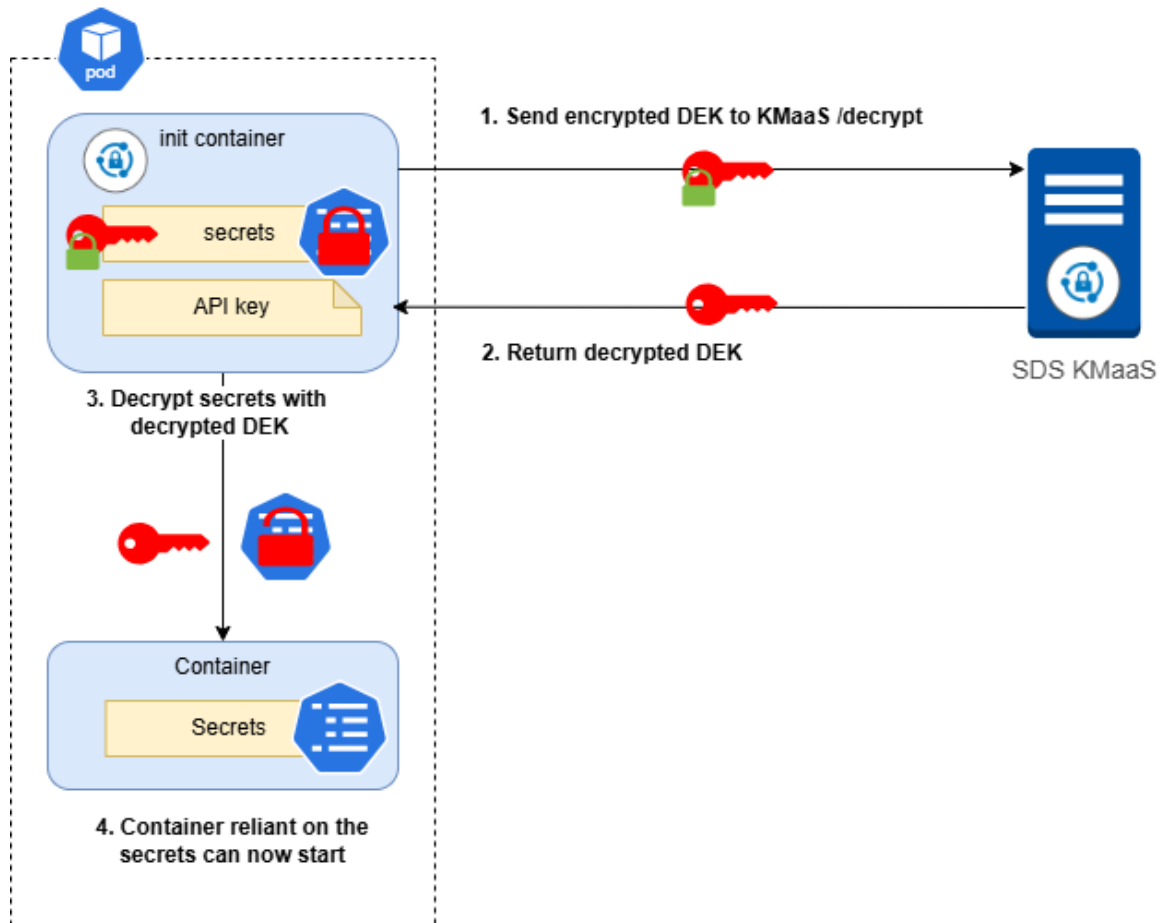 pod
init container
1. Send encrypted DEK to KMaaS /decrypt
secrets
API key
2. Return decrypted DEK
SDS KMaaS
3. Decrypt secrets with
decrypted DEK
Container
Secrets
4. Container reliant on the
secrets can now start